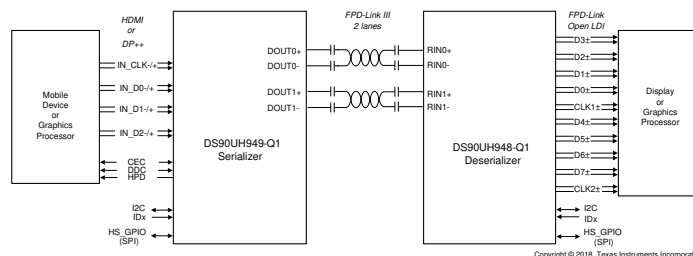 HDMI
or
DP++
Mobile
Device
or
Graphics
Processor
IN_CLK-/+
IN_D0-/+
IN_D1-/+
IN_D2-/+
CEC
DDC
HPD
I2C
IDx
HS_GPIO
(SPI)
DS90UH949-Q1
Serializer
DOUT0+
DOUT0-
DOUT1+
DOUT1-
FPD-Link III
2 lanes
RIN0+
RIN0-
RIN1+
RIN1-
DS90UH948-Q1
Deserializer
FPD-Link
Open LDI
D3±
D2±
D1±
D0±
CLK1±
D4±
D5±
D6±
D7±
CLK2±
I2C
IDx
HS_GPIO
(SPI)
Display
or
Graphics
Processor
Copyright © 2018, Texas Instruments Incorporat